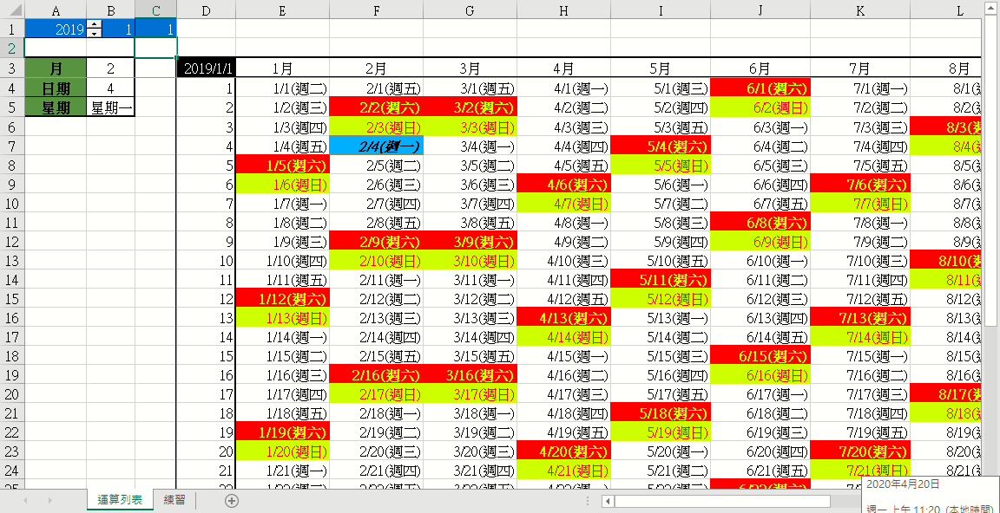 A B C D E F G H I J K L
1 2019 1 1
2
3 月 2 2019/1/1 1月 2月 3月 4月 5月 6月 7月 8月
4 日期 4 1 1/1(週二) 2/1(週五) 3/1(週五) 4/1(週一) 5/1(週三) 6/1(週六) 7/1(週一) 8/1(
5 星期 星期一 2 1/2(週三) 2/2(週六) 3/2(週六) 4/2(週二) 5/2(週四) 6/2(週日) 7/2(週二) 8/2(
6 3 1/3(週四) 2/3(週日) 3/3(週日) 4/3(週三) 5/3(週五) 6/3(週一) 7/3(週三) 8/3(
7 4 1/4(週五) 2/4(週一) 3/4(週一) 4/4(週四) 5/4(週六) 6/4(週二) 7/4(週四) 8/4(
8 5 1/5(週六) 2/5(週二) 3/5(週二) 4/5(週五) 5/5(週日) 6/5(週三) 7/5(週五) 8/5(
9 6 1/6(週日) 2/6(週三) 3/6(週三) 4/6(週六) 5/6(週一) 6/6(週四) 7/6(週六) 8/6(
10 7 1/7(週一) 2/7(週四) 3/7(週四) 4/7(週日) 5/7(週二) 6/7(週五) 7/7(週日) 8/7(
11 8 1/8(週二) 2/8(週五) 3/8(週五) 4/8(週一) 5/8(週三) 6/8(週六) 7/8(週一) 8/8(
12 9 1/9(週三) 2/9(週六) 3/9(週六) 4/9(週二) 5/9(週四) 6/9(週日) 7/9(週二) 8/9(
13 10 1/10(週四) 2/10(週日) 3/10(週日) 4/10(週三) 5/10(週五) 6/10(週一) 7/10(週三) 8/10(
14 11 1/11(週五) 2/11(週一) 3/11(週一) 4/11(週四) 5/11(週六) 6/11(週二) 7/11(週四) 8/11(
15 12 1/12(週六) 2/12(週二) 3/12(週二) 4/12(週五) 5/12(週日) 6/12(週三) 7/12(週五) 8/12(
16 13 1/13(週日) 2/13(週三) 3/13(週三) 4/13(週六) 5/13(週一) 6/13(週四) 7/13(週六) 8/13(
17 14 1/14(週一) 2/14(週四) 3/14(週四) 4/14(週日) 5/14(週二) 6/14(週五) 7/14(週日) 8/14(
18 15 1/15(週二) 2/15(週五) 3/15(週五) 4/15(週一) 5/15(週三) 6/15(週六) 7/15(週一) 8/15(
19 16 1/16(週三) 2/16(週六) 3/16(週六) 4/16(週二) 5/16(週四) 6/16(週日) 7/16(週二) 8/16(
20 17 1/17(週四) 2/17(週日) 3/17(週日) 4/17(週三) 5/17(週五) 6/17(週一) 7/17(週三) 8/17(
21 18 1/18(週五) 2/18(週一) 3/18(週一) 4/18(週四) 5/18(週六) 6/18(週二) 7/18(週四) 8/18(
22 19 1/19(週六) 2/19(週二) 3/19(週二) 4/19(週五) 5/19(週日) 6/19(週三) 7/19(週五) 8/19(
23 20 1/20(週日) 2/20(週三) 3/20(週三) 4/20(週六) 5/20(週一) 6/20(週四) 7/20(週六) 8/20(
24 21 1/21(週一) 2/21(週四) 3/21(週四) 4/21(週日) 5/21(週二) 6/21(週五) 7/21(週日) 8/21(
運算列表 練習
2020年4月20日
週一 上午 11:20 (本地時間)